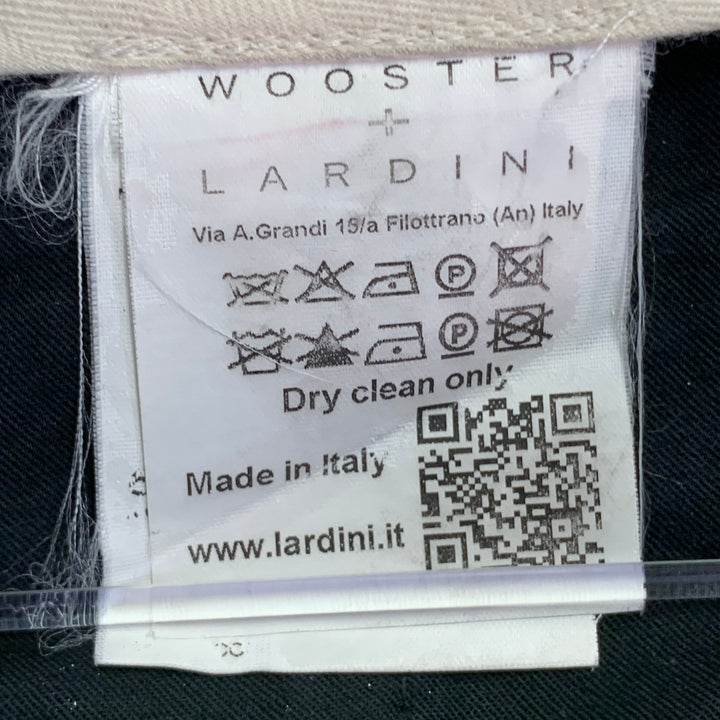 WOOSTER
+
LARDINI
Via A.Grandi 15/a Filottrano (An) Italy
P
P
Dry clean only
Made in Italy
www.lardini.it